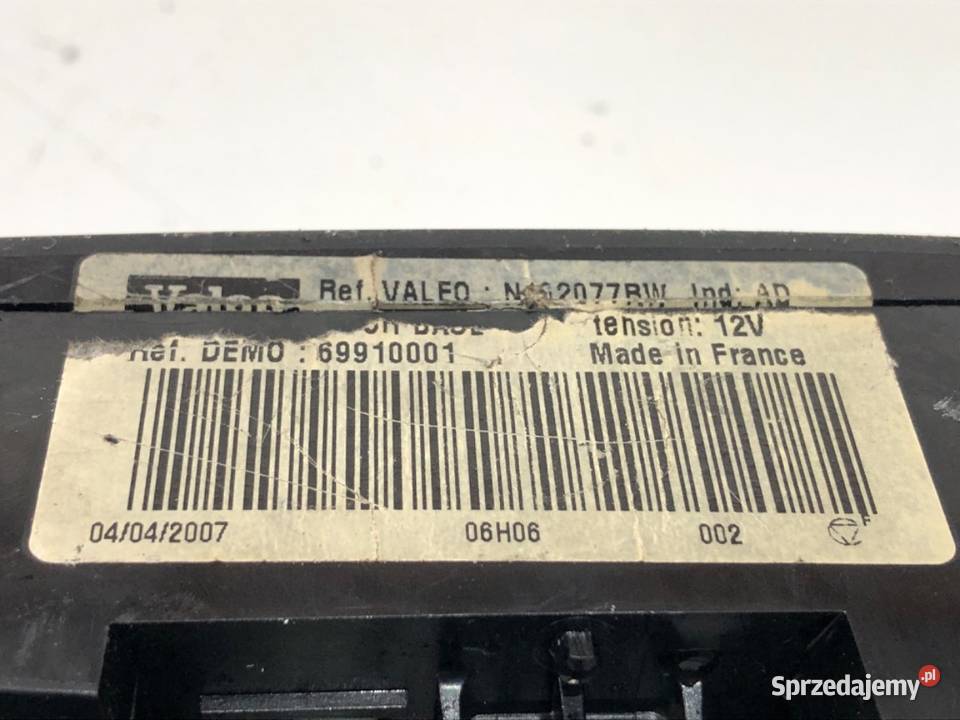 Valeo Ref. VALEO : Ind: AD
tension: 12V
Ref. DEMO : 69910001 Made in France
04/04/2007 06H06 002 F
Sprzedajemy.pl